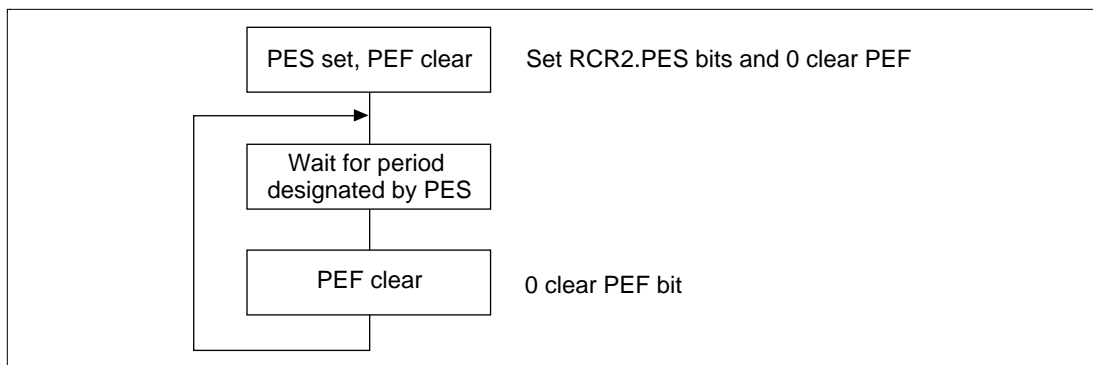 PES set, PEF clear
Set RCR2.PES bits and 0 clear PEF
Wait for period
designated by PES
PEF clear
0 clear PEF bit